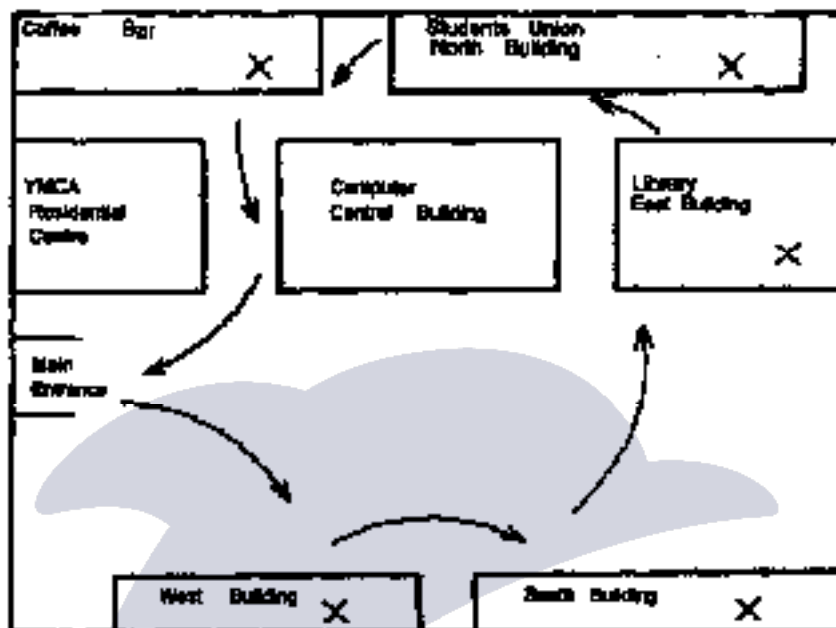 Coffee Bar
Students Union
North Building
YMCA
Residential
Centre
Computer
Central Building
Library
East Building
Main
Entrance
West Building
South Building